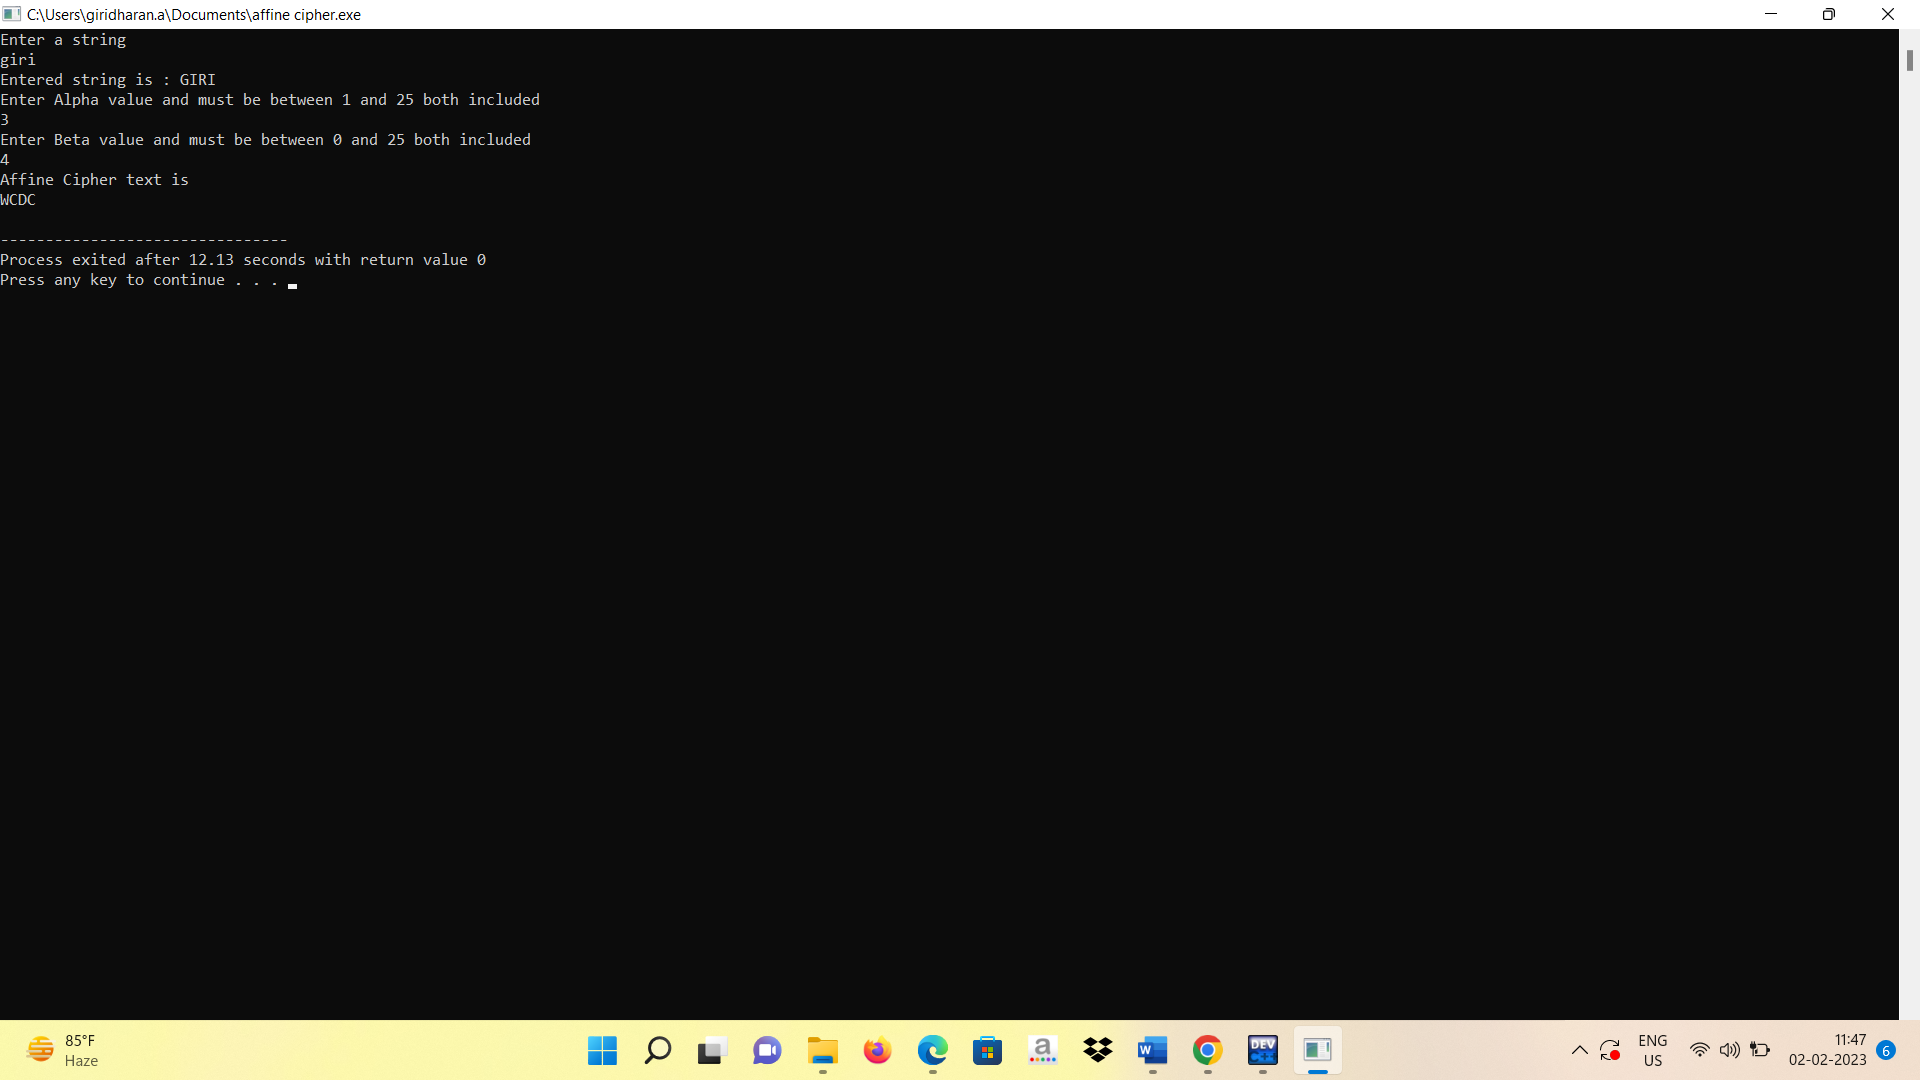 C:\Users\giridharan.a\Documents\affine cipher.exe
Enter a string
giri
Entered string is : GIRI
Enter Alpha value and must be between 1 and 25 both included
3
Enter Beta value and must be between 0 and 25 both included
4
Affine Cipher text is
WCDC
--------------------------------
Process exited after 12.13 seconds with return value 0
Press any key to continue . . .
85°F
Haze
a
W
DEV
C++
ENG
US
11:47
02-02-2023
6